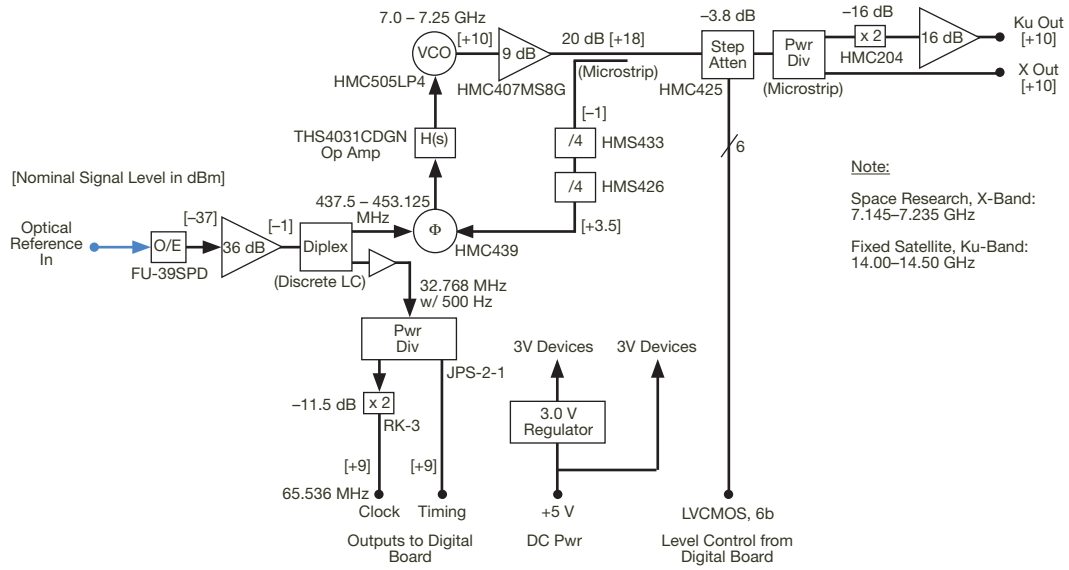 7.0 – 7.25 GHz
–3.8 dB
–16 dB
Ku Out
[+10]
VCO
[+10]
9 dB
20 dB [+18]
Step
Atten
Pwr
Div
x 2
16 dB
HMC204
X Out
[+10]
HMC505LP4
HMC407MS8G
(Microstrip)
HMC425
(Microstrip)
[–1]
THS4031CDGN
Op Amp
H(s)
/4
HMS433
6
/4
HMS426
Note:
Space Research, X-Band:
7.145–7.235 GHz
Fixed Satellite, Ku-Band:
14.00–14.50 GHz
[Nominal Signal Level in dBm]
437.5 – 453.125
MHz
Φ
[+3.5]
HMC439
Optical
Reference
In
[–37]
O/E
FU-39SPD
36 dB
[–1]
Diplex
(Discrete LC)
32.768 MHz
w/ 500 Hz
Pwr
Div
JPS-2-1
3V Devices
3V Devices
–11.5 dB
x 2
RK-3
3.0 V
Regulator
[+9]
[+9]
65.536 MHz
Clock
Timing
+5 V
LVCMOS, 6b
Outputs to Digital
Board
DC Pwr
Level Control from
Digital Board